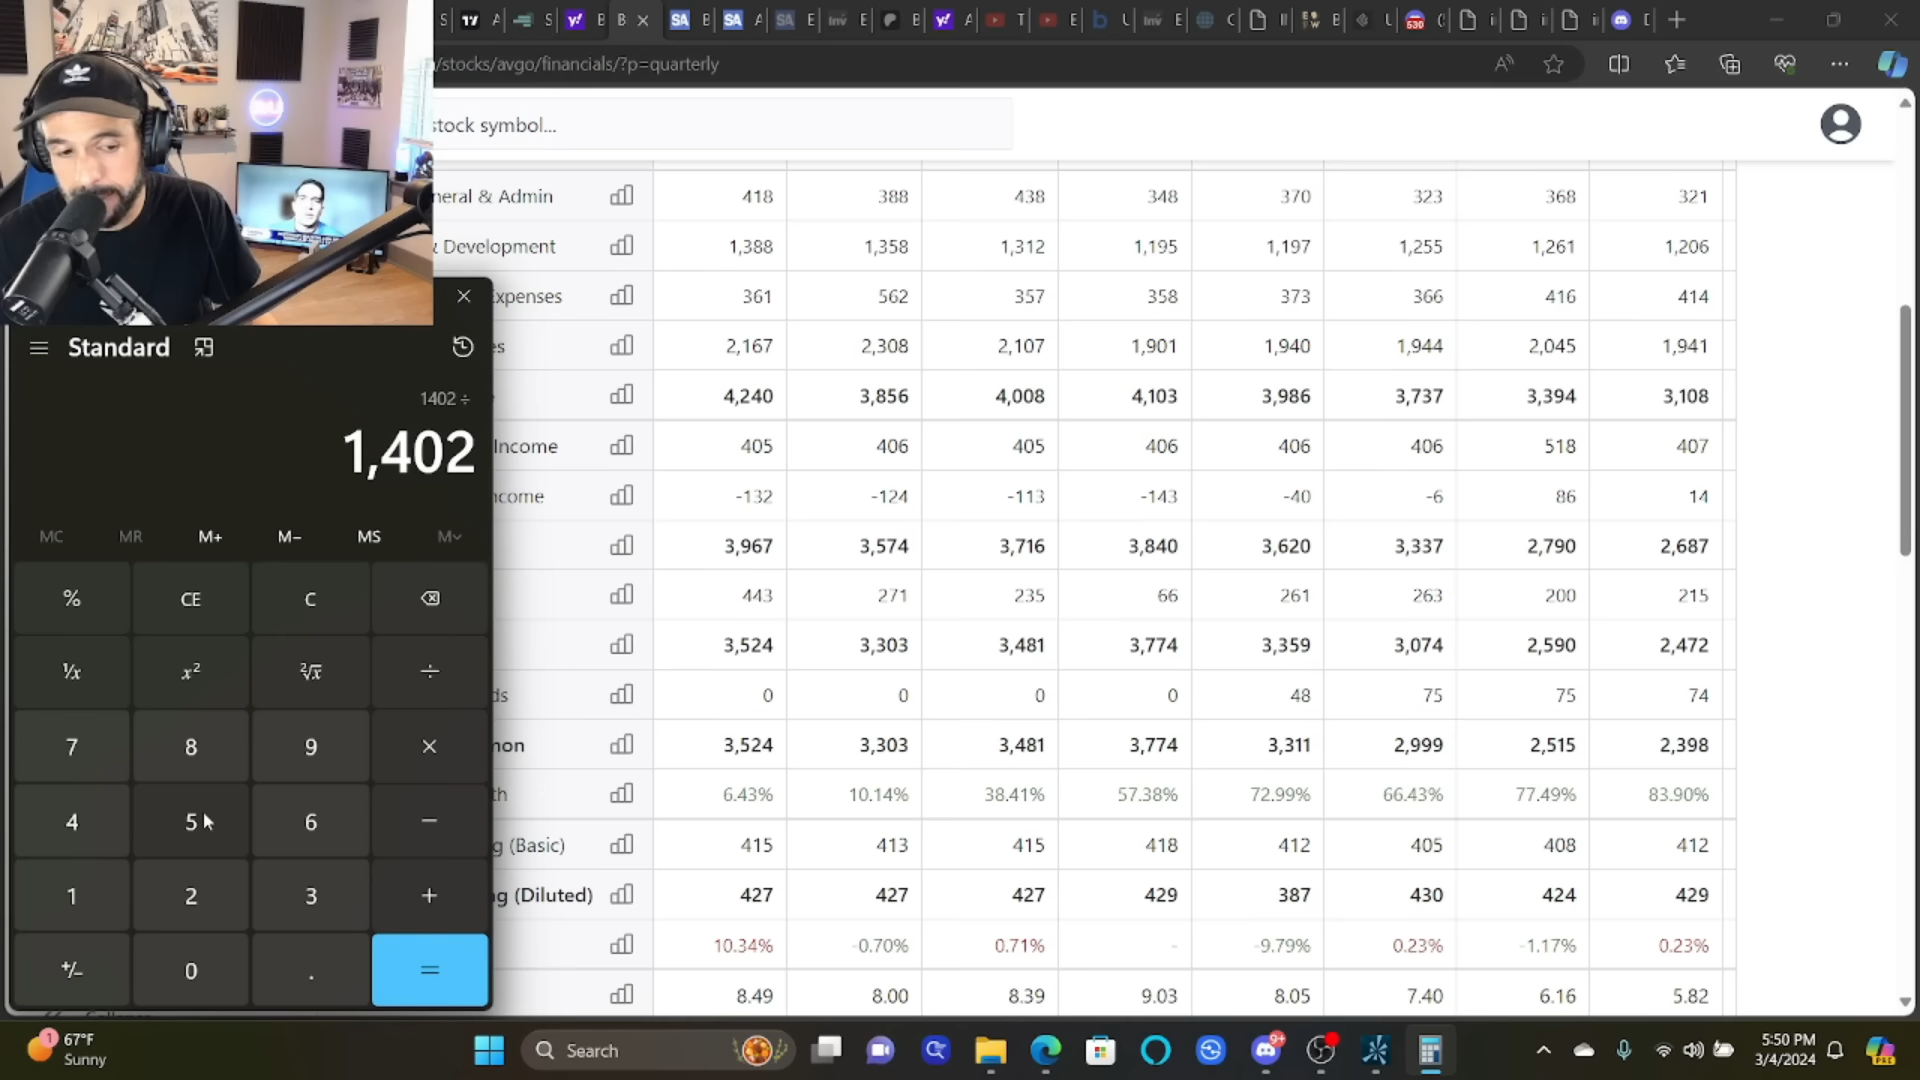 /stocks/avgo/financials/?p=quarterly
stock symbol...
neral & Admin 418 388 438 348 370 323 368 321
Development 1,388 1,358 1,312 1,195 1,197 1,255 1,261 1,206
Expenses 361 562 357 358 373 366 416 414
es 2,167 2,308 2,107 1,901 1,940 1,944 2,045 1,941
4,240 3,856 4,008 4,103 3,986 3,737 3,394 3,108
Income 405 406 405 406 406 406 518 407
ncome -132 -124 -113 -143 -40 -6 86 14
3,967 3,574 3,716 3,840 3,620 3,337 2,790 2,687
443 271 235 66 261 263 200 215
3,524 3,303 3,481 3,774 3,359 3,074 2,590 2,472
ds 0 0 0 0 48 75 75 74
mon 3,524 3,303 3,481 3,774 3,311 2,999 2,515 2,398
th 6.43% 10.14% 38.41% 57.38% 72.99% 66.43% 77.49% 83.90%
g (Basic) 415 413 415 418 412 405 408 412
ng (Diluted) 427 427 427 429 387 430 424 429
10.34% -0.70% 0.71% - -9.79% 0.23% -1.17% 0.23%
8.49 8.00 8.39 9.03 8.05 7.40 6.16 5.82
Standard
1402 ÷
1,402
MC MR M+ M− MS M
% CE C
¹/x x² ²√x ÷
7 8 9 ×
4 5 6 −
1 2 3 +
+/− 0 . =
1 67°F
Sunny
Search
9+
5:50 PM
3/4/2024
PRE